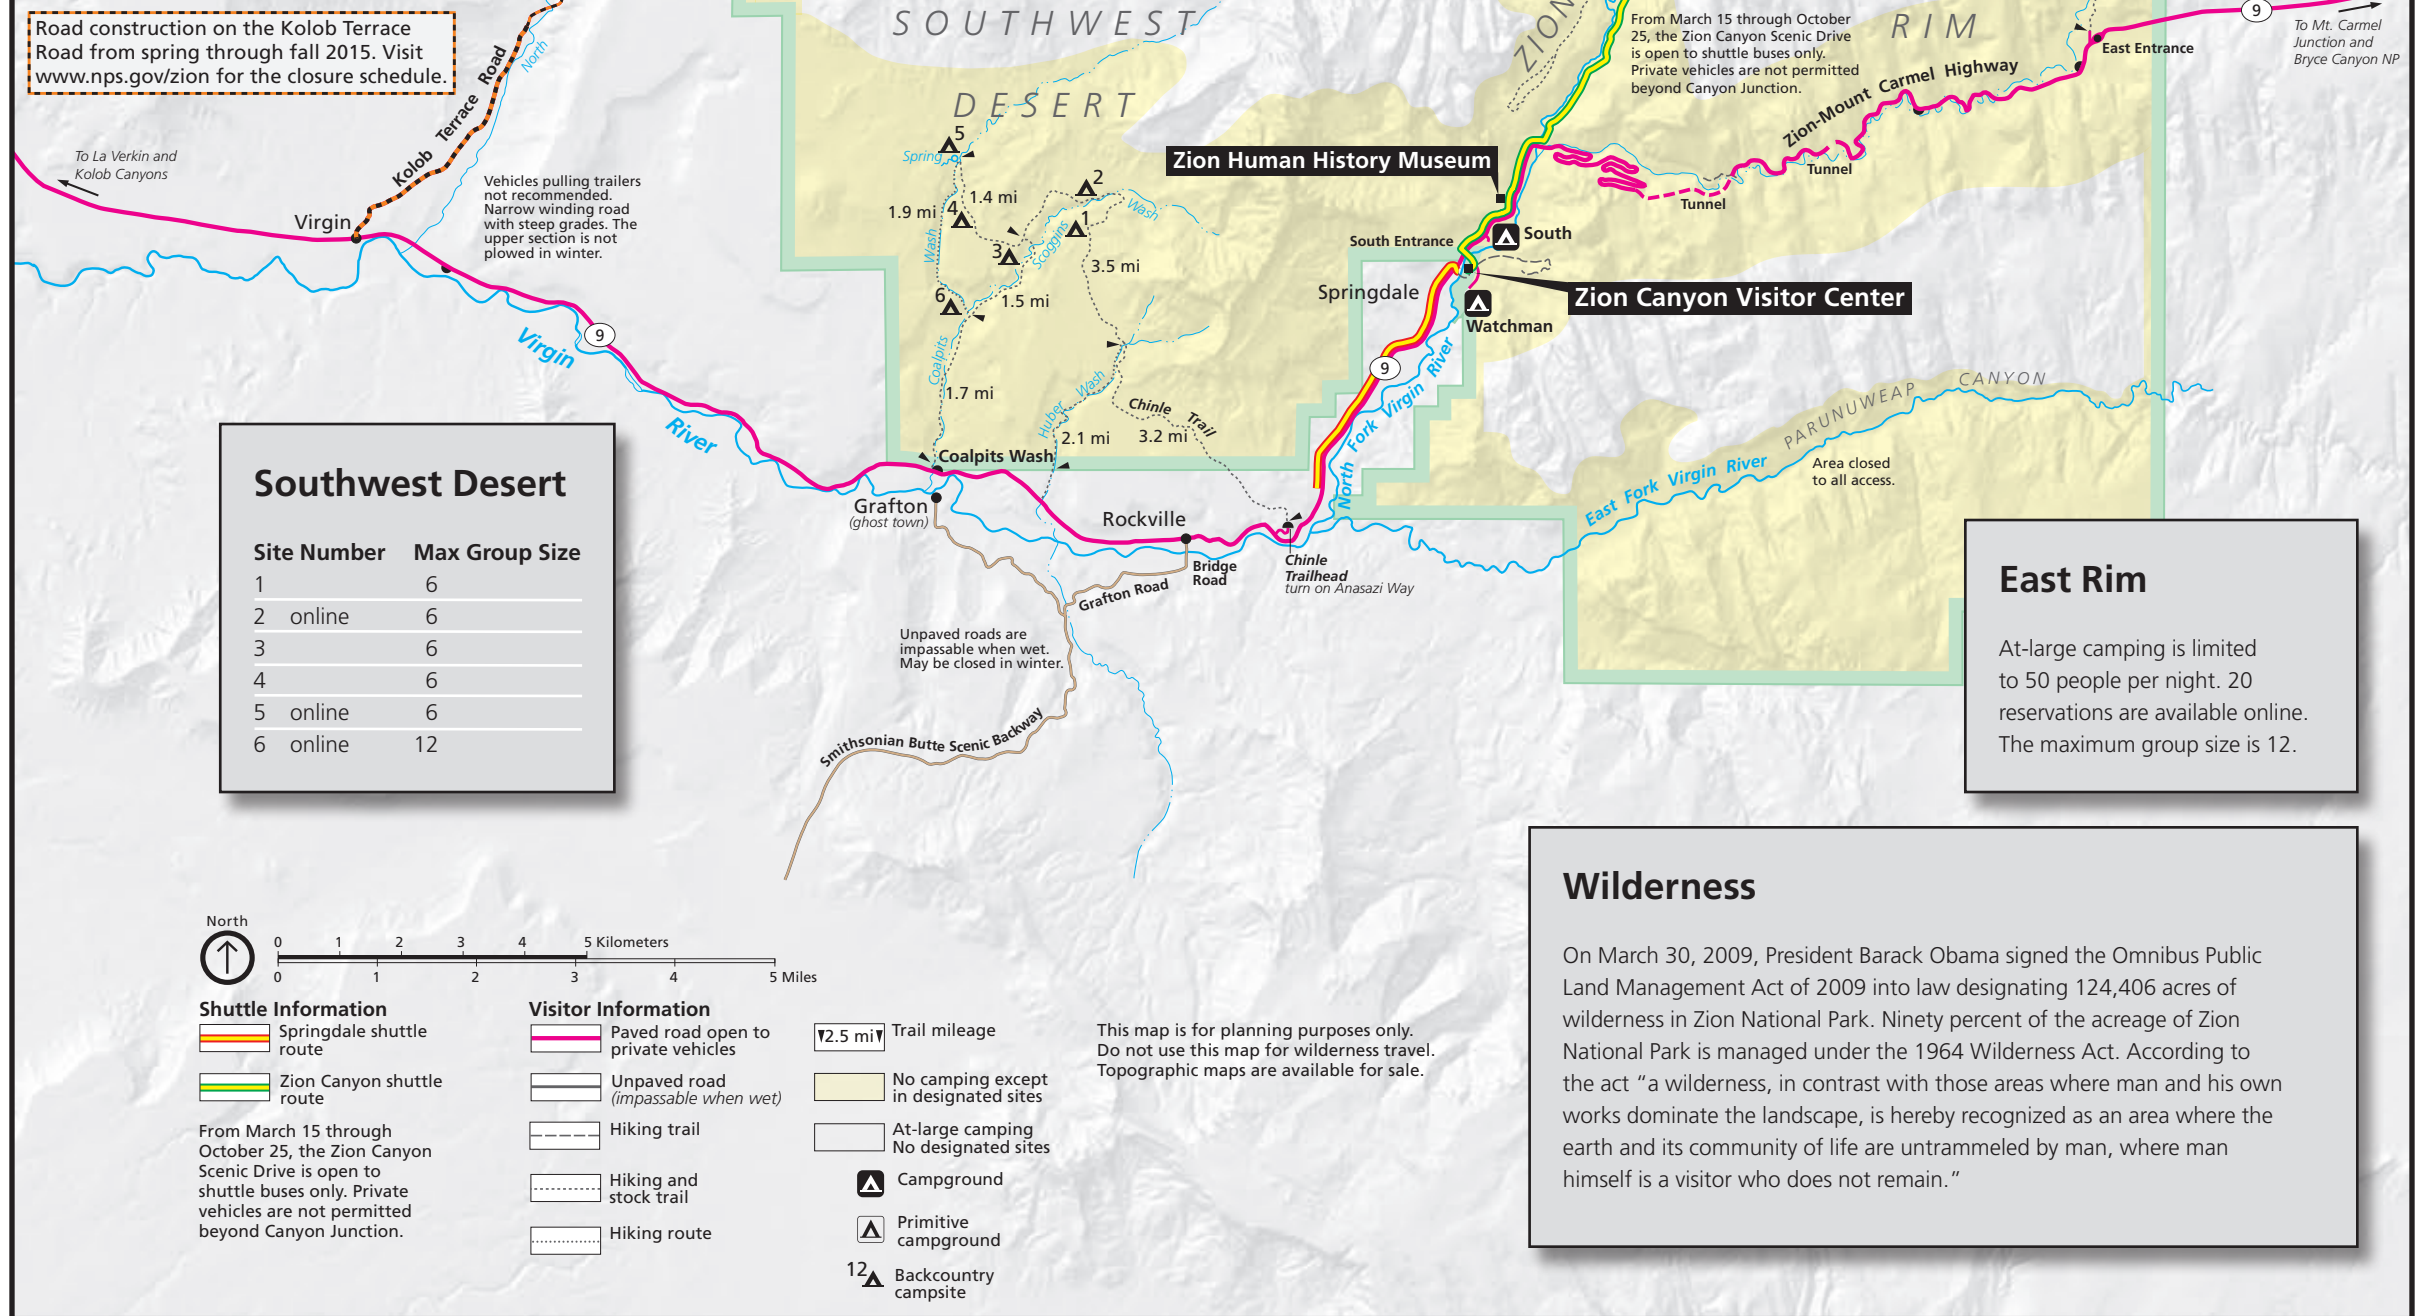 Road construction on the Kolob Terrace
Road from spring through fall 2015. Visit
www.nps.gov/zion for the closure schedule.
North
Kolob Terrace Road
To La Verkin and
Kolob Canyons
Virgin
Vehicles pulling trailers
not recommended.
Narrow winding road
with steep grades. The
upper section is not
plowed in winter.
9
Virgin
River
SOUTHWEST
DESERT
5
Spring
1.4 mi
2
1.9 mi
4
1
Wash
Wash
3
Scoggins
3.5 mi
6
1.5 mi
Coalpits
1.7 mi
Huber Wash
2.1 mi
Chinle Trail
3.2 mi
Coalpits Wash
Grafton
(ghost town)
Rockville
Bridge
Road
Grafton Road
Chinle
Trailhead
turn on Anasazi Way
Unpaved roads are
impassable when wet.
May be closed in winter.
Smithsonian Butte Scenic Backway
ZION
From March 15 through October
25, the Zion Canyon Scenic Drive
is open to shuttle buses only.
Private vehicles are not permitted
beyond Canyon Junction.
RIM
9
To Mt. Carmel
Junction and
Bryce Canyon NP
East Entrance
Zion-Mount Carmel Highway
Tunnel
Tunnel
Zion Human History Museum
South Entrance
South
Springdale
Zion Canyon Visitor Center
Watchman
9
North Fork Virgin River
PARUNUWEAP CANYON
East Fork Virgin River
Area closed
to all access.
Southwest Desert
Site Number Max Group Size
1 6
2 online 6
3 6
4 6
5 online 6
6 online 12
East Rim
At-large camping is limited
to 50 people per night. 20
reservations are available online.
The maximum group size is 12.
Wilderness
On March 30, 2009, President Barack Obama signed the Omnibus Public
Land Management Act of 2009 into law designating 124,406 acres of
wilderness in Zion National Park. Ninety percent of the acreage of Zion
National Park is managed under the 1964 Wilderness Act. According to
the act “a wilderness, in contrast with those areas where man and his own
works dominate the landscape, is hereby recognized as an area where the
earth and its community of life are untrammeled by man, where man
himself is a visitor who does not remain.”
North
0 1 2 3 4 5 Kilometers
0 1 2 3 4 5 Miles
Shuttle Information
Springdale shuttle
route
Zion Canyon shuttle
route
From March 15 through
October 25, the Zion Canyon
Scenic Drive is open to
shuttle buses only. Private
vehicles are not permitted
beyond Canyon Junction.
Visitor Information
Paved road open to
private vehicles
Unpaved road
(impassable when wet)
Hiking trail
Hiking and
stock trail
Hiking route
2.5 mi
Trail mileage
No camping except
in designated sites
At-large camping
No designated sites
Campground
Primitive
campground
12
Backcountry
campsite
This map is for planning purposes only.
Do not use this map for wilderness travel.
Topographic maps are available for sale.